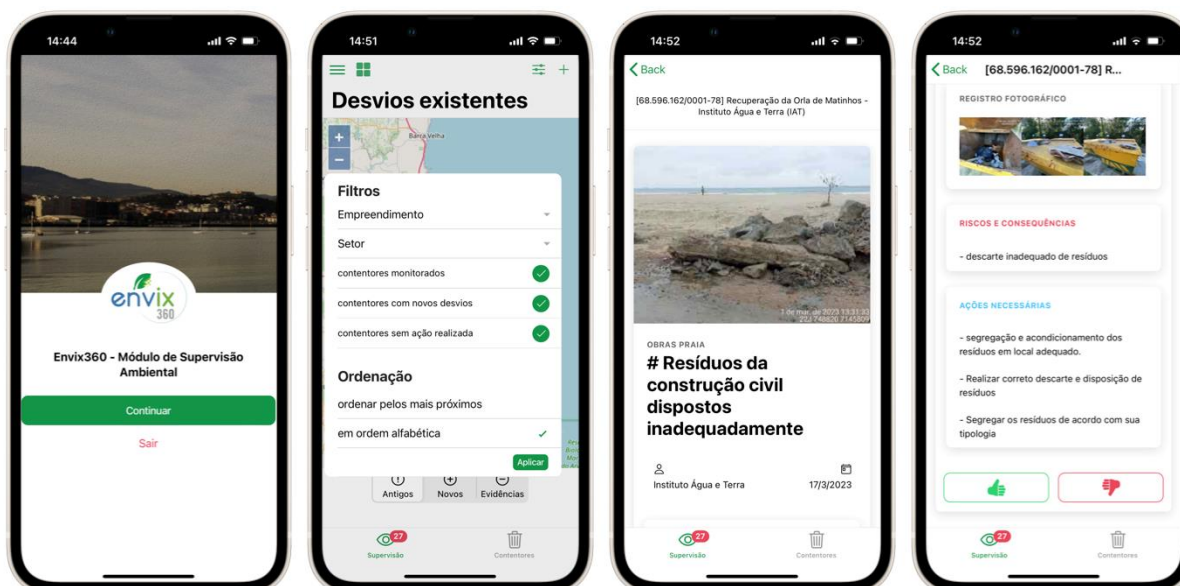 14:44
envix
360
Envix360 - Módulo de Supervisão
Ambiental
Continuar
Sair
14:51
Desvios existentes
+
Barra Velha
−
Filtros
Empreendimento
Setor
contentores monitorados
contentores com novos desvios
contentores sem ação realizada
Ordenação
ordenar pelos mais próximos
em ordem alfabética
Aplicar
Antigos
Novos
Evidências
27
Supervisão
Contentores
14:52
Back
[68.596.162/0001-78] Recuperação da Orla de Matinhos -
Instituto Água e Terra (IAT)
OBRAS PRAIA
# Resíduos da
construção civil
dispostos
inadequadamente
Instituto Água e Terra
17/3/2023
27
Supervisão
Contentores
14:52
Back
[68.596.162/0001-78] R...
REGISTRO FOTOGRÁFICO
RISCOS E CONSEQUÊNCIAS
- descarte inadequado de resíduos
AÇÕES NECESSÁRIAS
- segregação e acondicionamento dos
resíduos em local adequado.
- Realizar correto descarte e disposição de
resíduos
- Segregar os resíduos de acordo com sua
tipologia
27
Supervisão
Contentores